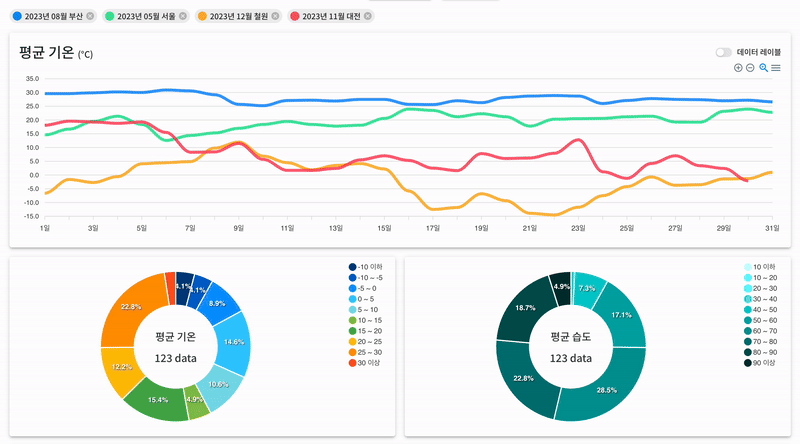 2023년 08월 부산
2023년 05월 서울
2023년 12월 철원
2023년 11월 대전
평균 기온 (°C)
데이터 레이블
35.0
30.0
25.0
20.0
15.0
10.0
5.0
0.0
-5.0
-10.0
-15.0
1일 3일 5일 7일 9일 11일 13일 15일 17일 19일 21일 23일 25일 27일 29일 31일
4.1%
4.1%
8.9%
14.6%
10.6%
4.9%
15.4%
12.2%
22.8%
평균 기온
123 data
-10 이하
-10 ~ -5
-5 ~ 0
0 ~ 5
5 ~ 10
10 ~ 15
15 ~ 20
20 ~ 25
25 ~ 30
30 이상
4.9%
7.3%
17.1%
28.5%
22.8%
18.7%
평균 습도
123 data
10 이하
10 ~ 20
20 ~ 30
30 ~ 40
40 ~ 50
50 ~ 60
60 ~ 70
70 ~ 80
80 ~ 90
90 이상